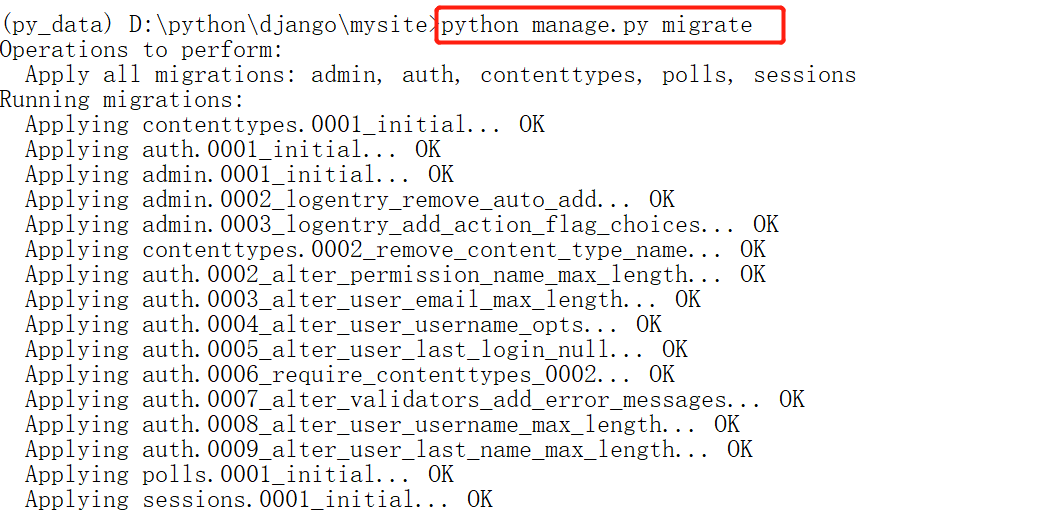 (py_data) D:\python\django\mysite>python manage.py migrate
Operations to perform:
  Apply all migrations: admin, auth, contenttypes, polls, sessions
Running migrations:
  Applying contenttypes.0001_initial... OK
  Applying auth.0001_initial... OK
  Applying admin.0001_initial... OK
  Applying admin.0002_logentry_remove_auto_add... OK
  Applying admin.0003_logentry_add_action_flag_choices... OK
  Applying contenttypes.0002_remove_content_type_name... OK
  Applying auth.0002_alter_permission_name_max_length... OK
  Applying auth.0003_alter_user_email_max_length... OK
  Applying auth.0004_alter_user_username_opts... OK
  Applying auth.0005_alter_user_last_login_null... OK
  Applying auth.0006_require_contenttypes_0002... OK
  Applying auth.0007_alter_validators_add_error_messages... OK
  Applying auth.0008_alter_user_username_max_length... OK
  Applying auth.0009_alter_user_last_name_max_length... OK
  Applying polls.0001_initial... OK
  Applying sessions.0001_initial... OK